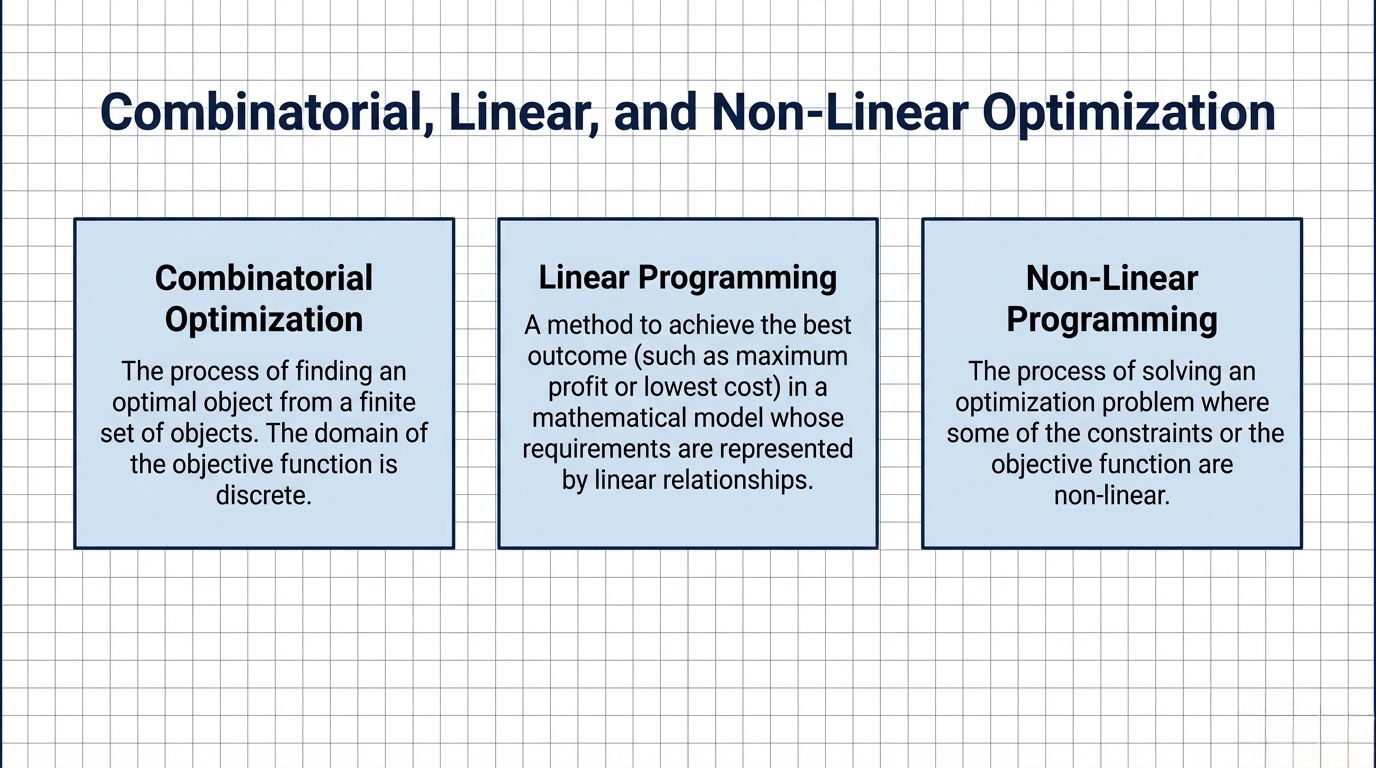 Combinatorial, Linear, and Non-Linear Optimization
Combinatorial
Optimization
The process of finding an
optimal object from a finite
set of objects. The domain of
the objective function is
discrete.
Linear Programming
A method to achieve the best
outcome (such as maximum
profit or lowest cost) in a
mathematical model whose
requirements are represented
by linear relationships.
Non-Linear
Programming
The process of solving an
optimization problem where
some of the constraints or the
objective function are
non-linear.